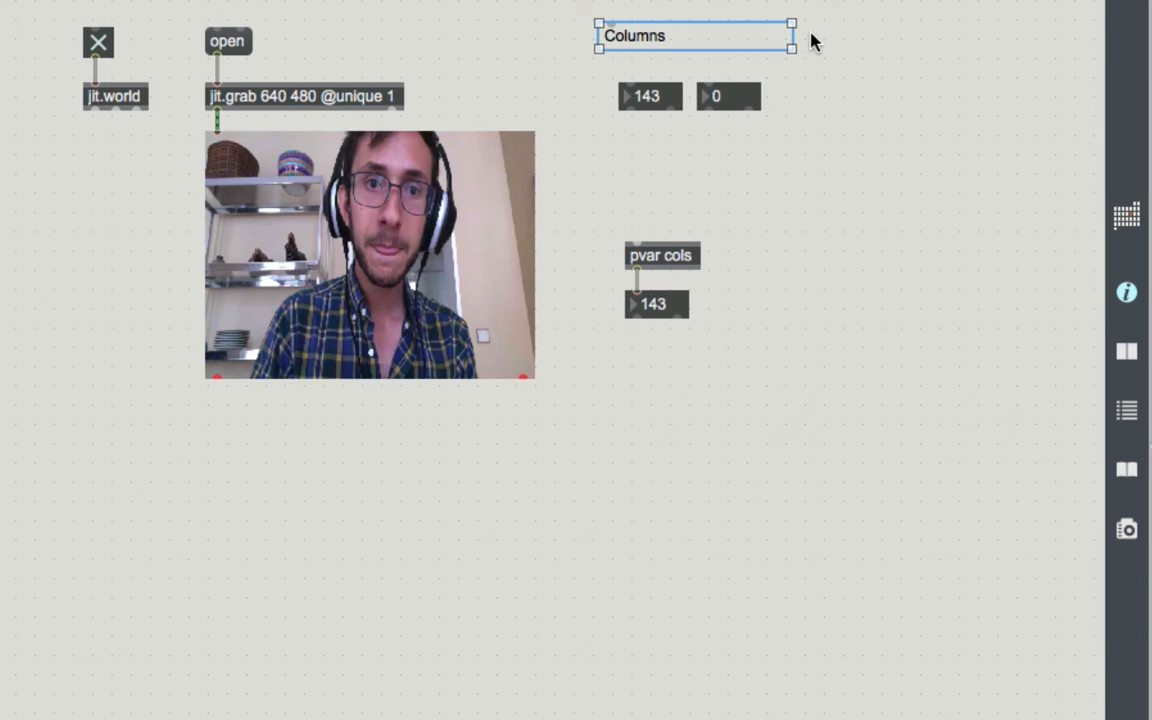 open
Columns
jit.world
jit.grab 640 480 @unique 1
143
0
pvar cols
143